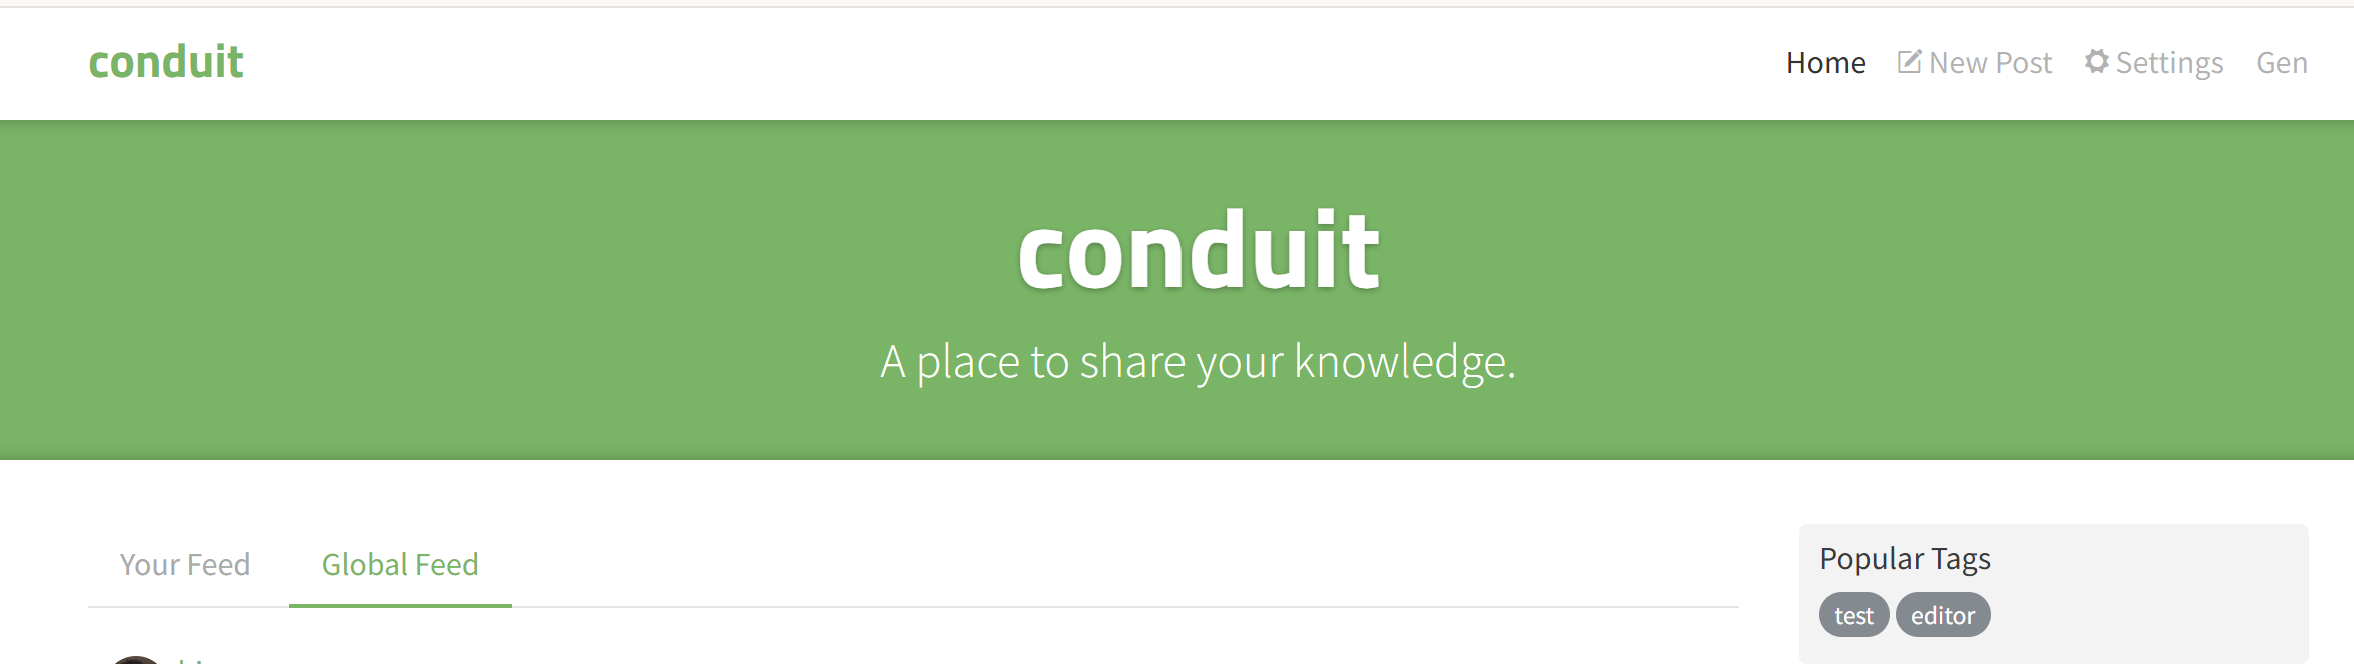 conduit
Home New Post Settings Gen
conduit
A place to share your knowledge.
Your Feed Global Feed
Popular Tags
test editor